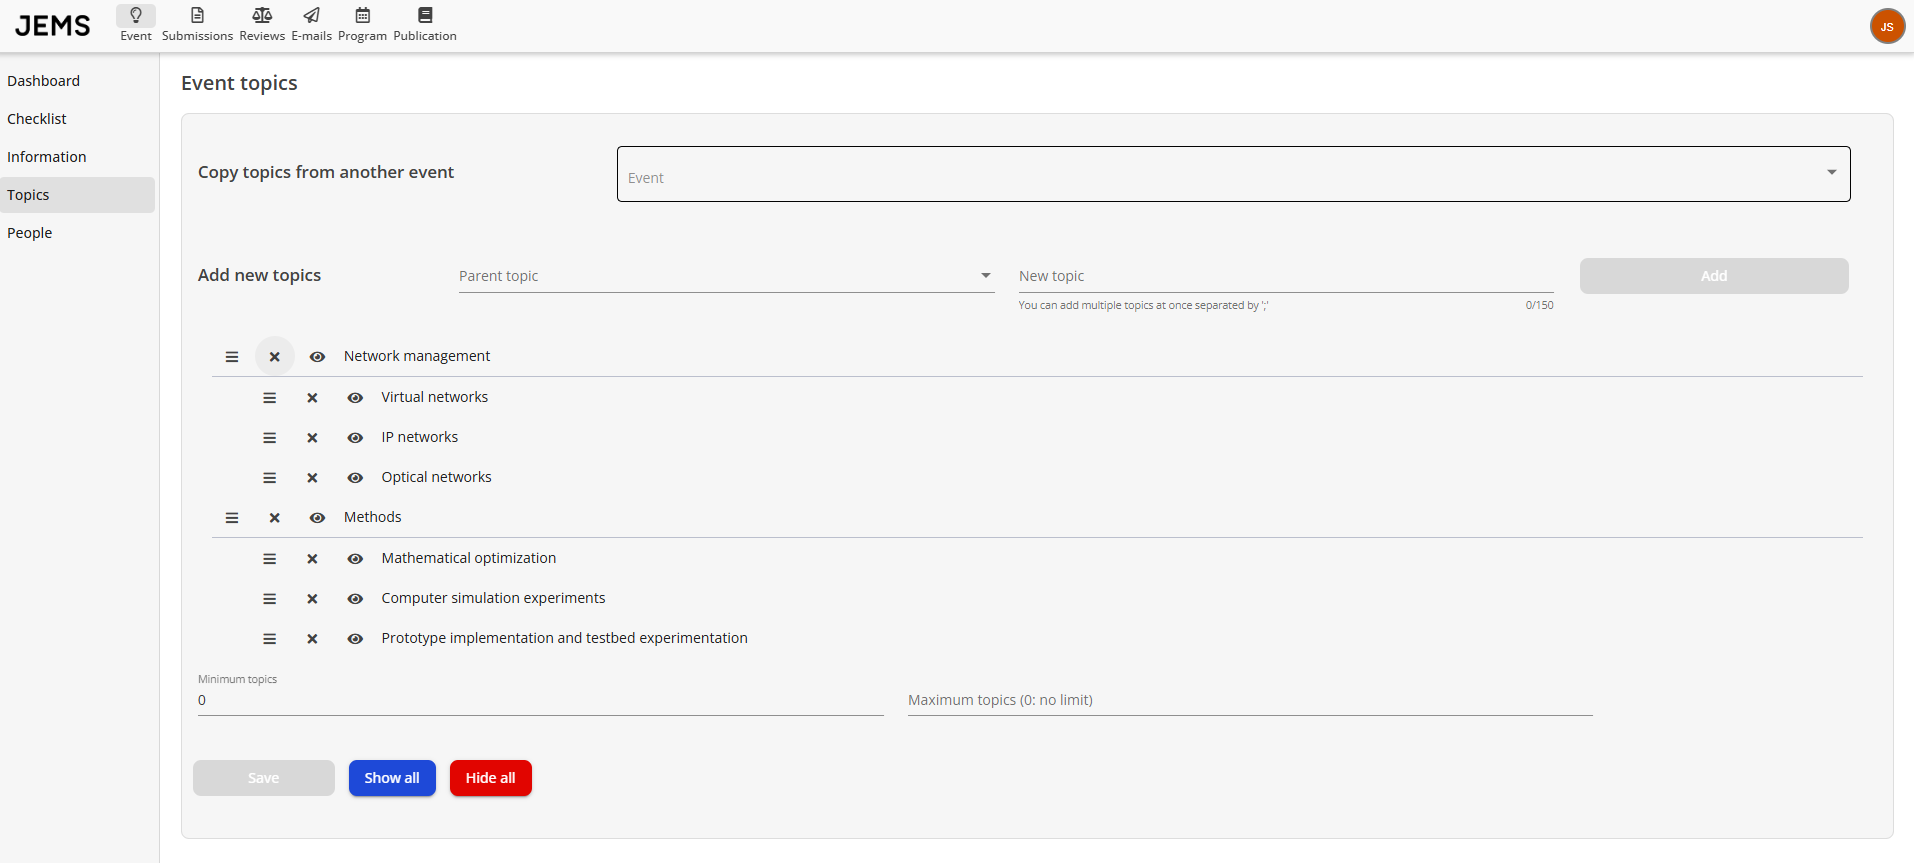 JEMS
Event
Submissions
Reviews
E-mails
Program
Publication
JS
Dashboard
Checklist
Information
Topics
People
Event topics
Copy topics from another event
Event
Add new topics
Parent topic
New topic
Add
You can add multiple topics at once separated by ';'
0/150
Network management
Virtual networks
IP networks
Optical networks
Methods
Mathematical optimization
Computer simulation experiments
Prototype implementation and testbed experimentation
Minimum topics
0
Maximum topics (0: no limit)
Save
Show all
Hide all